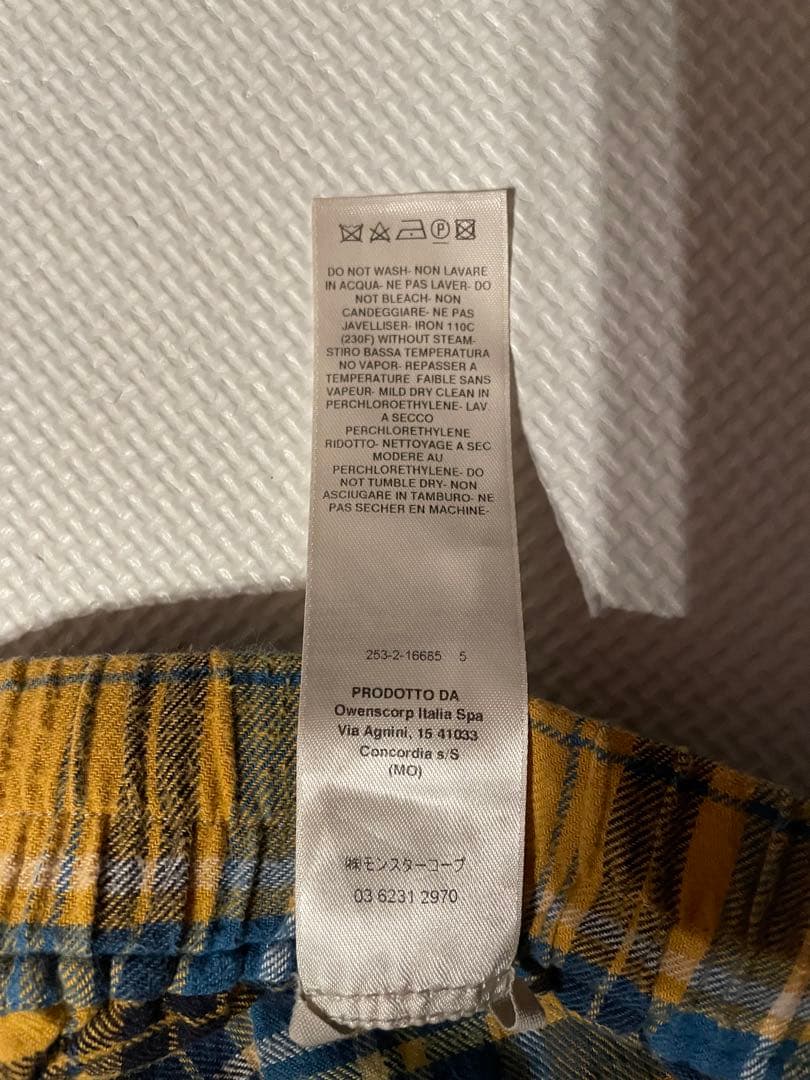 DO NOT WASH- NON LAVARE
IN ACQUA- NE PAS LAVER- DO
NOT BLEACH- NON
CANDEGGIARE- NE PAS
JAVELLISER- IRON 110C
(230F) WITHOUT STEAM-
STIRO BASSA TEMPERATURA
NO VAPOR- REPASSER A
TEMPERATURE FAIBLE SANS
VAPEUR- MILD DRY CLEAN IN
PERCHLOROETHYLENE- LAV.
A SECCO
PERCHLORETHYLENE
RIDOTTO- NETTOYAGE A SEC
MODERE AU
PERCHLORETHYLENE- DO
NOT TUMBLE DRY- NON
ASCIUGARE IN TAMBURO- NE
PAS SECHER EN MACHINE-
253-2-16685 5
PRODOTTO DA
Owenscorp Italia Spa
Via Agnini, 15 41033
Concordia s/S
(MO)
㈱モンスターコープ
03 6231 2970